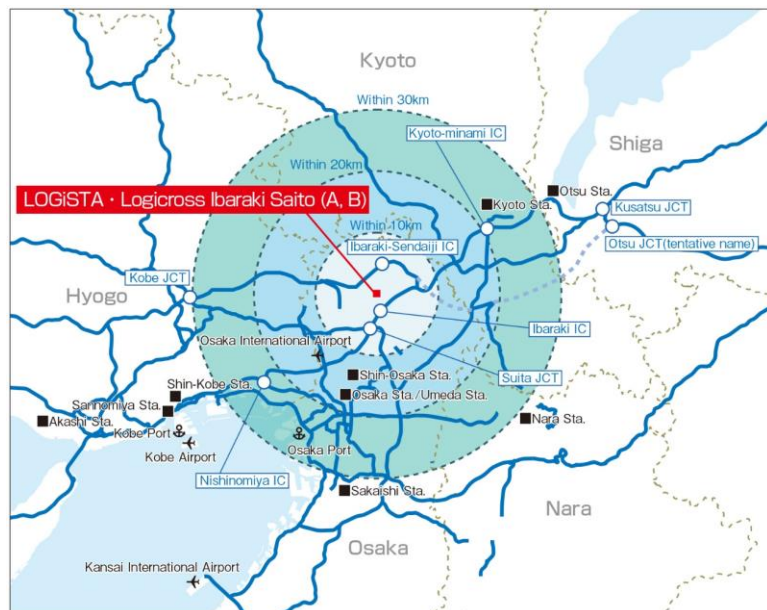 Kyoto
Within 30km
Kyoto-minami IC
Shiga
Within 20km
Otsu Sta.
LOGiSTA・Logicross Ibaraki Saito (A, B)
Kyoto Sta.
Kusatsu JCT
Within 10km
Ibaraki-Sendaiji IC
Otsu JCT(tentative name)
Kobe JCT
Hyogo
Ibaraki IC
Osaka International Airport
Shin-Osaka Sta.
Suita JCT
Shin-Kobe Sta.
Osaka Sta./Umeda Sta.
Sannomiya Sta.
Akashi Sta.
Nara Sta.
Kobe Port
Osaka Port
Kobe Airport
Nishinomiya IC
Sakaishi Sta.
Nara
Osaka
Kansai International Airport